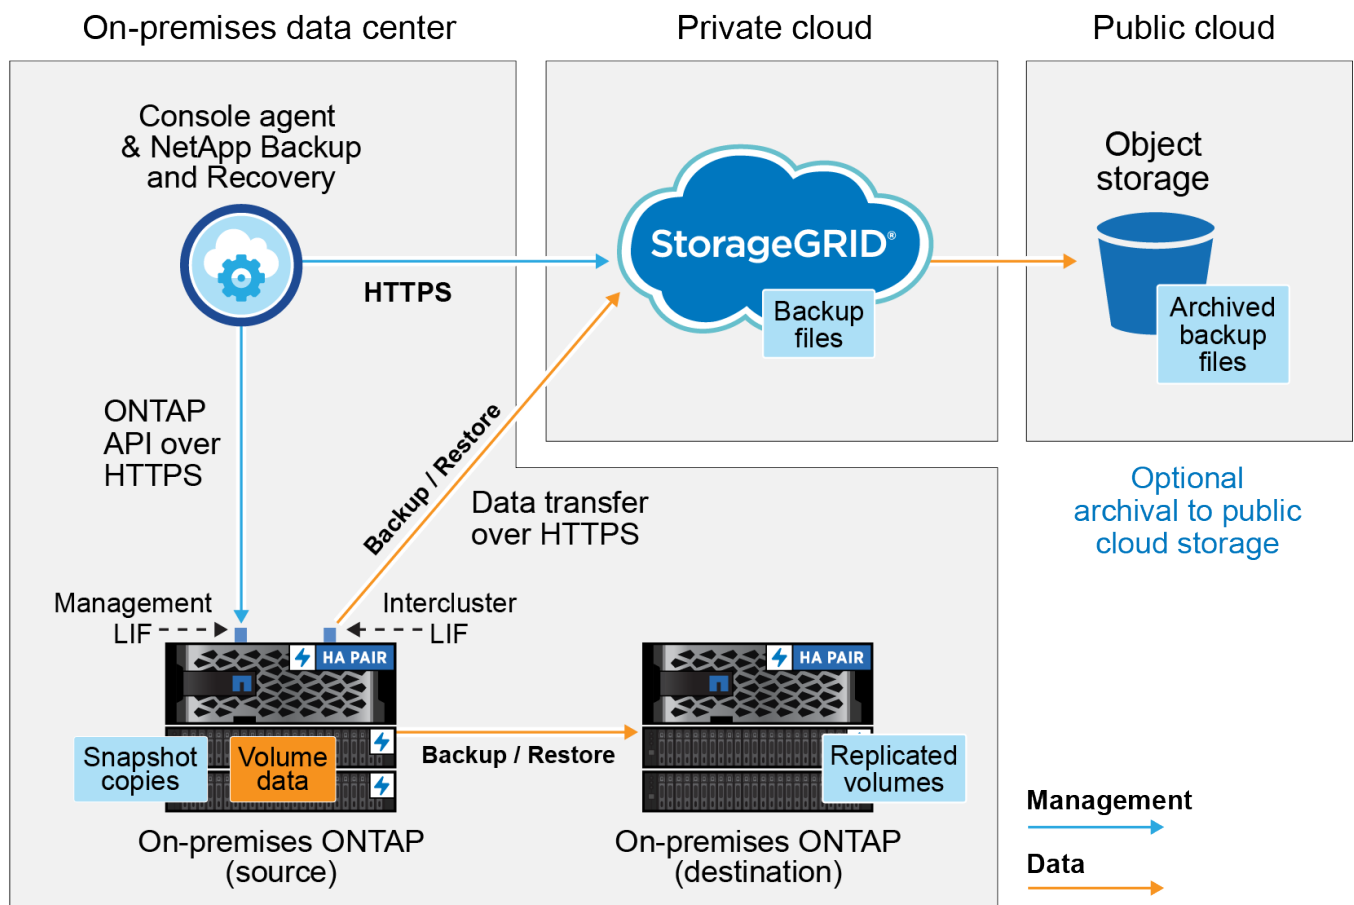 On-premises data center
Private cloud
Public cloud
Console agent
& NetApp Backup
and Recovery
HTTPS
StorageGRID®
Backup
files
Object
storage
Archived
backup
files
ONTAP
API over
HTTPS
Backup / Restore
Data transfer
over HTTPS
Optional
archival to public
cloud storage
Management
LIF
Intercluster
LIF
HA PAIR
HA PAIR
Snapshot
copies
Volume
data
Backup / Restore
Replicated
volumes
On-premises ONTAP
(source)
On-premises ONTAP
(destination)
Management
Data